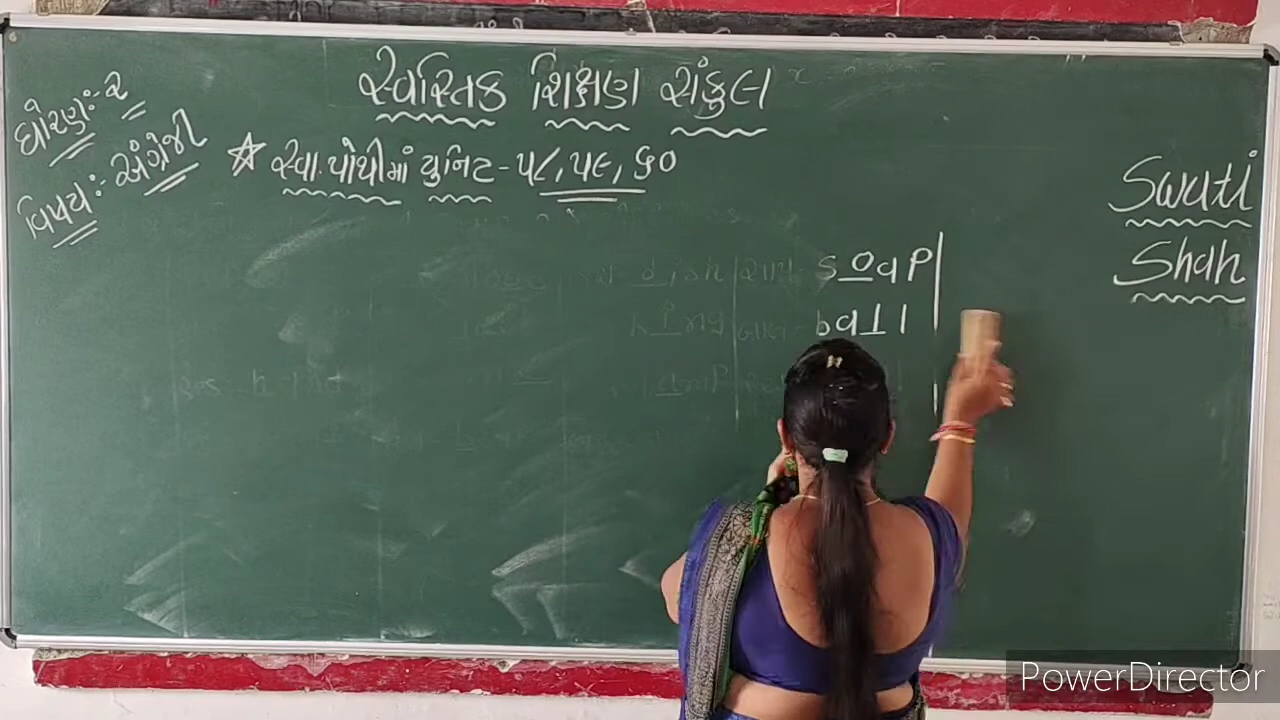 સ્વસ્તિક શિક્ષણ સંકુલ
ધોરણઃ- ૨
વિષયઃ- અંગ્રેજી
☆ સ્વા. પોથીમાં યુનિટ - ૫૮, ૫૯, ૬૦
Swati
Shah
soap
ball
PowerDirector